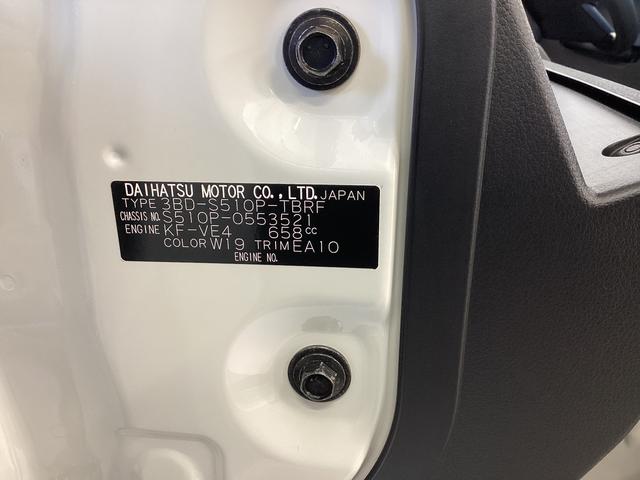 DAIHATSU MOTOR CO.,LTD. JAPAN
TYPE 3BD-S510P-TBRF
CHASSIS NO. S510P-0553521
ENGINE KF-VE4 658cc
COLOR W19 TRIM EA10
ENGINE NO.